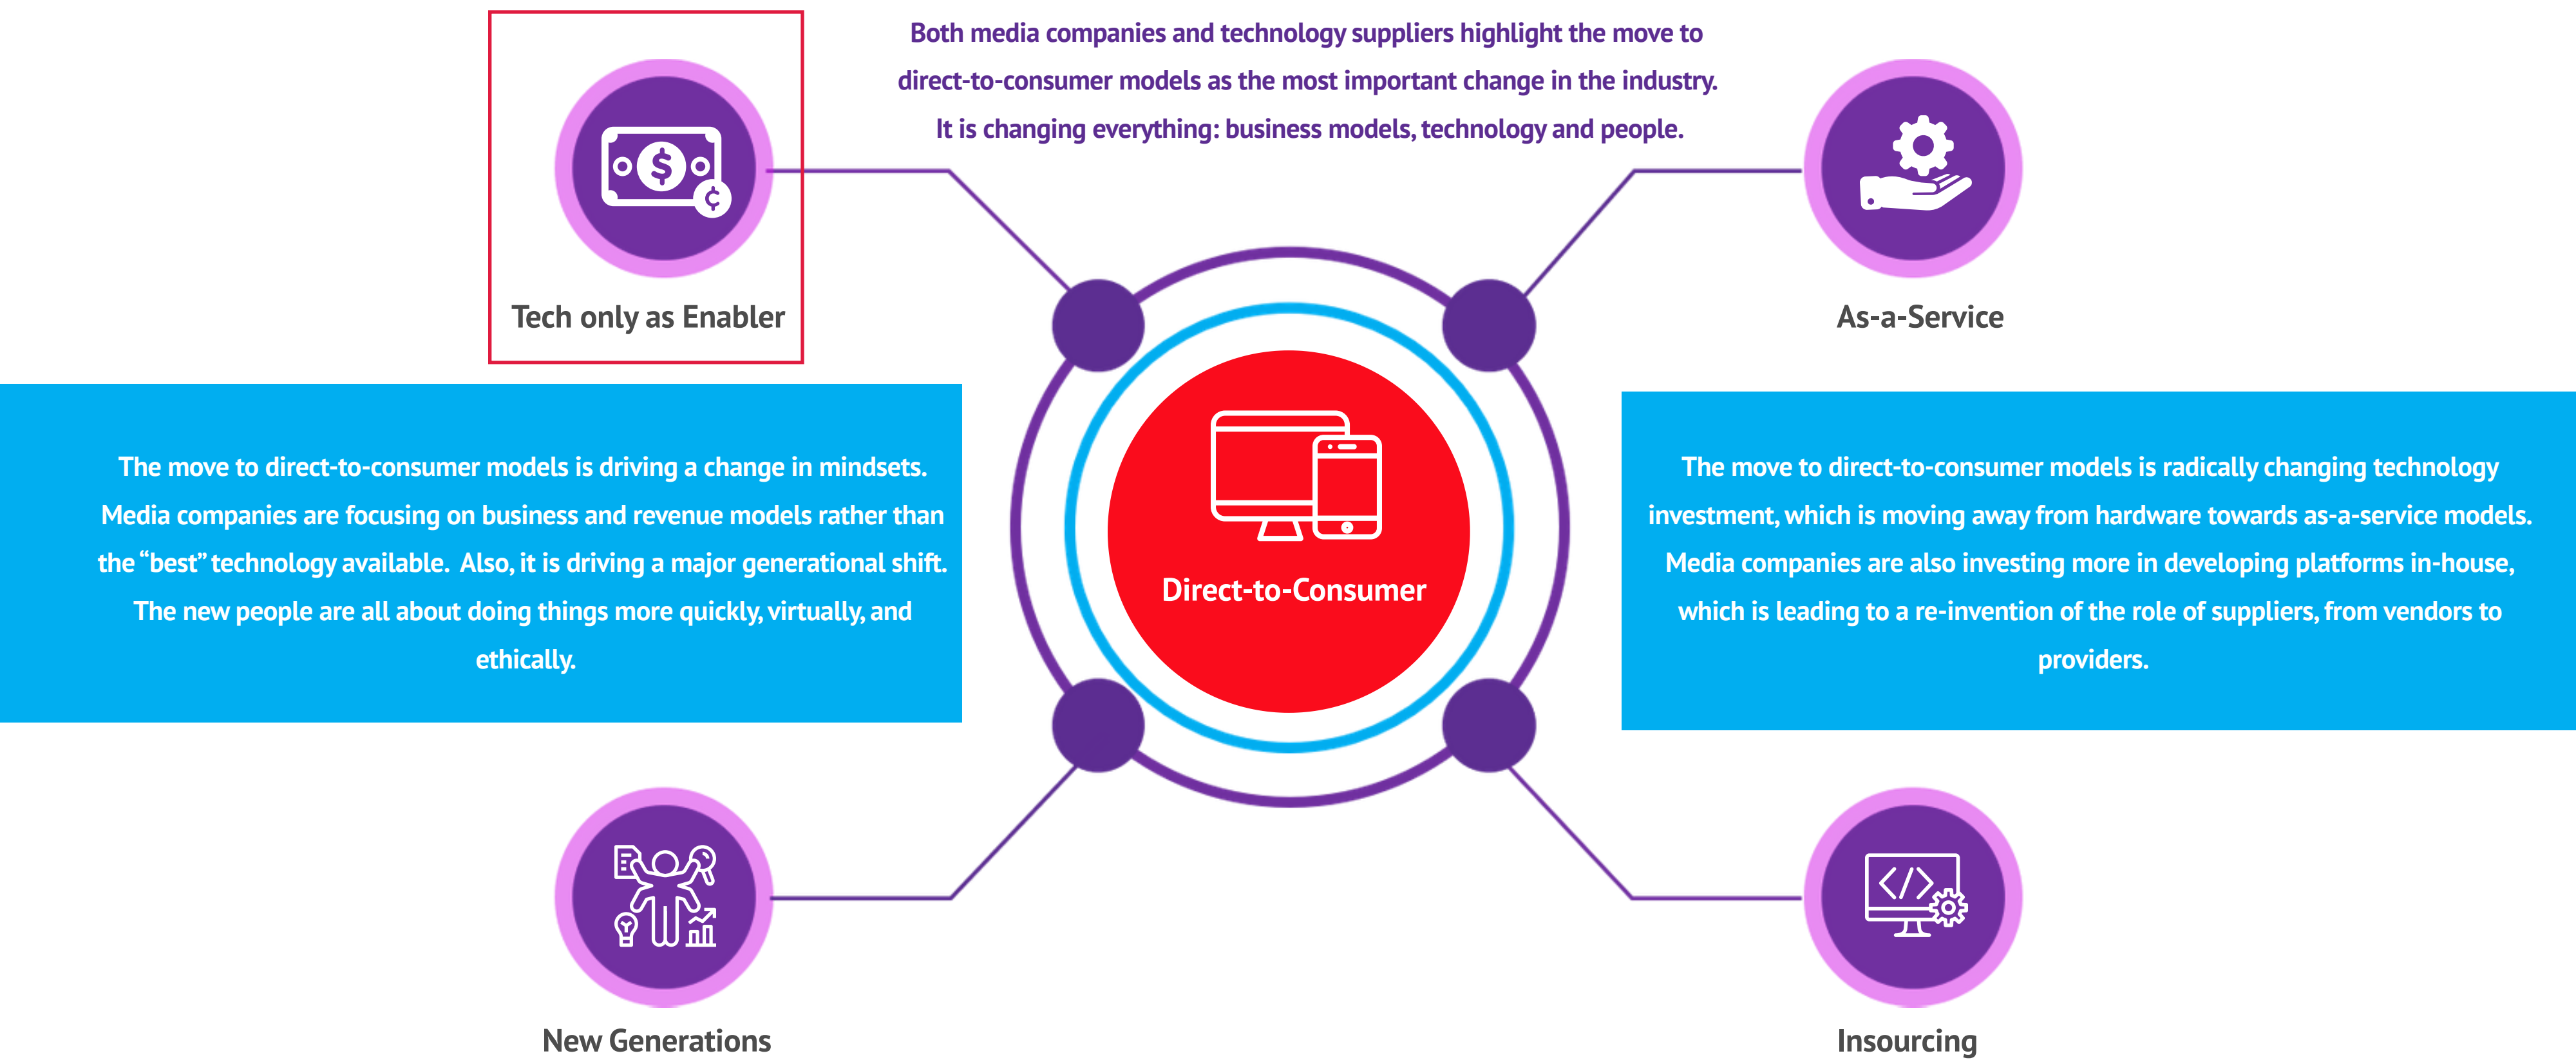 Both media companies and technology suppliers highlight the move to
direct-to-consumer models as the most important change in the industry.
It is changing everything: business models, technology and people.
Tech only as Enabler
As-a-Service
The move to direct-to-consumer models is driving a change in mindsets.
Media companies are focusing on business and revenue models rather than
the “best” technology available.  Also, it is driving a major generational shift.
The new people are all about doing things more quickly, virtually, and
ethically.
Direct-to-Consumer
The move to direct-to-consumer models is radically changing technology
investment, which is moving away from hardware towards as-a-service models.
Media companies are also investing more in developing platforms in-house,
which is leading to a re-invention of the role of suppliers, from vendors to
providers.
New Generations
Insourcing